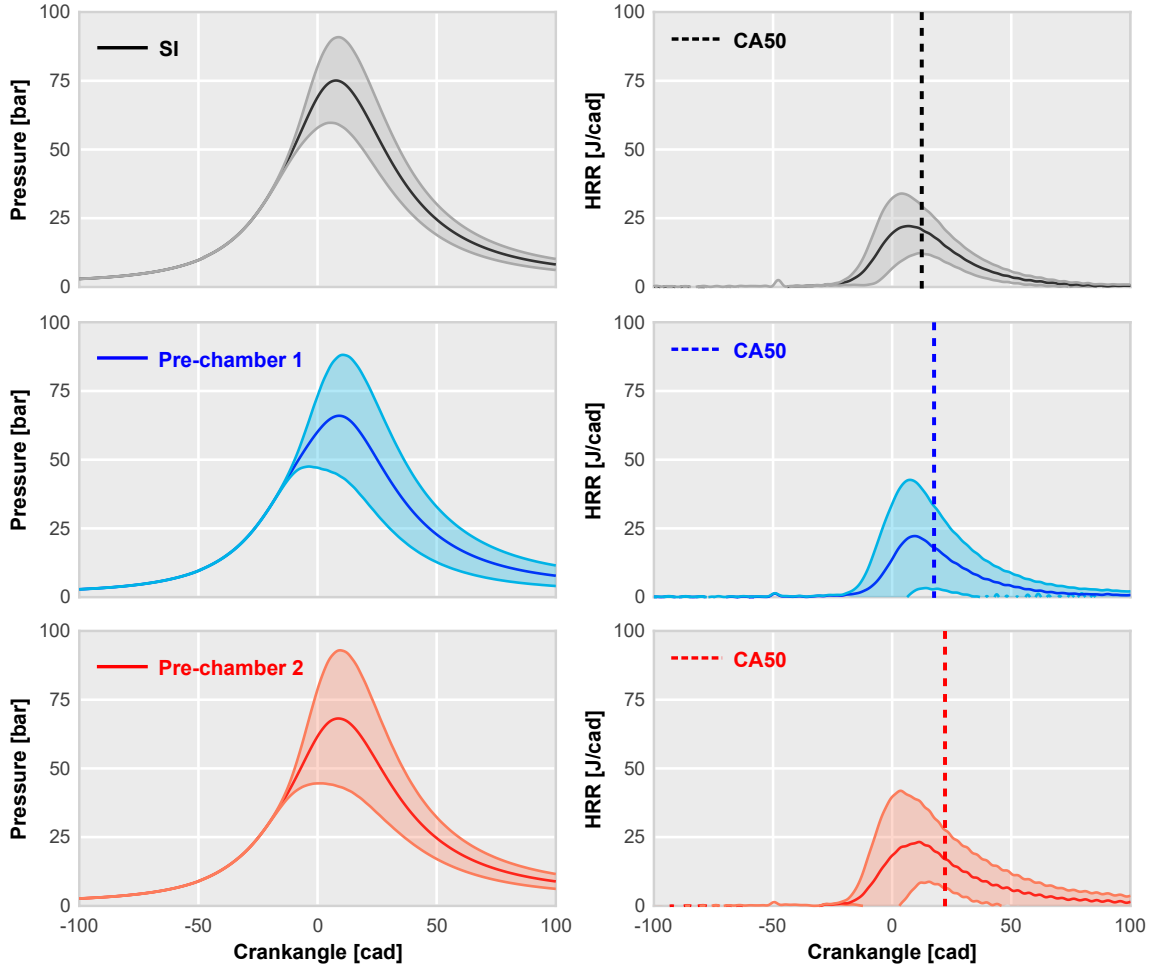 100
75
50
25
0
Pressure [bar]
SI
100
75
50
25
0
HRR [J/cad]
CA50
100
75
50
25
0
Pressure [bar]
Pre-chamber 1
100
75
50
25
0
HRR [J/cad]
CA50
100
75
50
25
0
Pressure [bar]
Pre-chamber 2
-100 -50 0 50 100
Crankangle [cad]
100
75
50
25
0
HRR [J/cad]
CA50
-100 -50 0 50 100
Crankangle [cad]